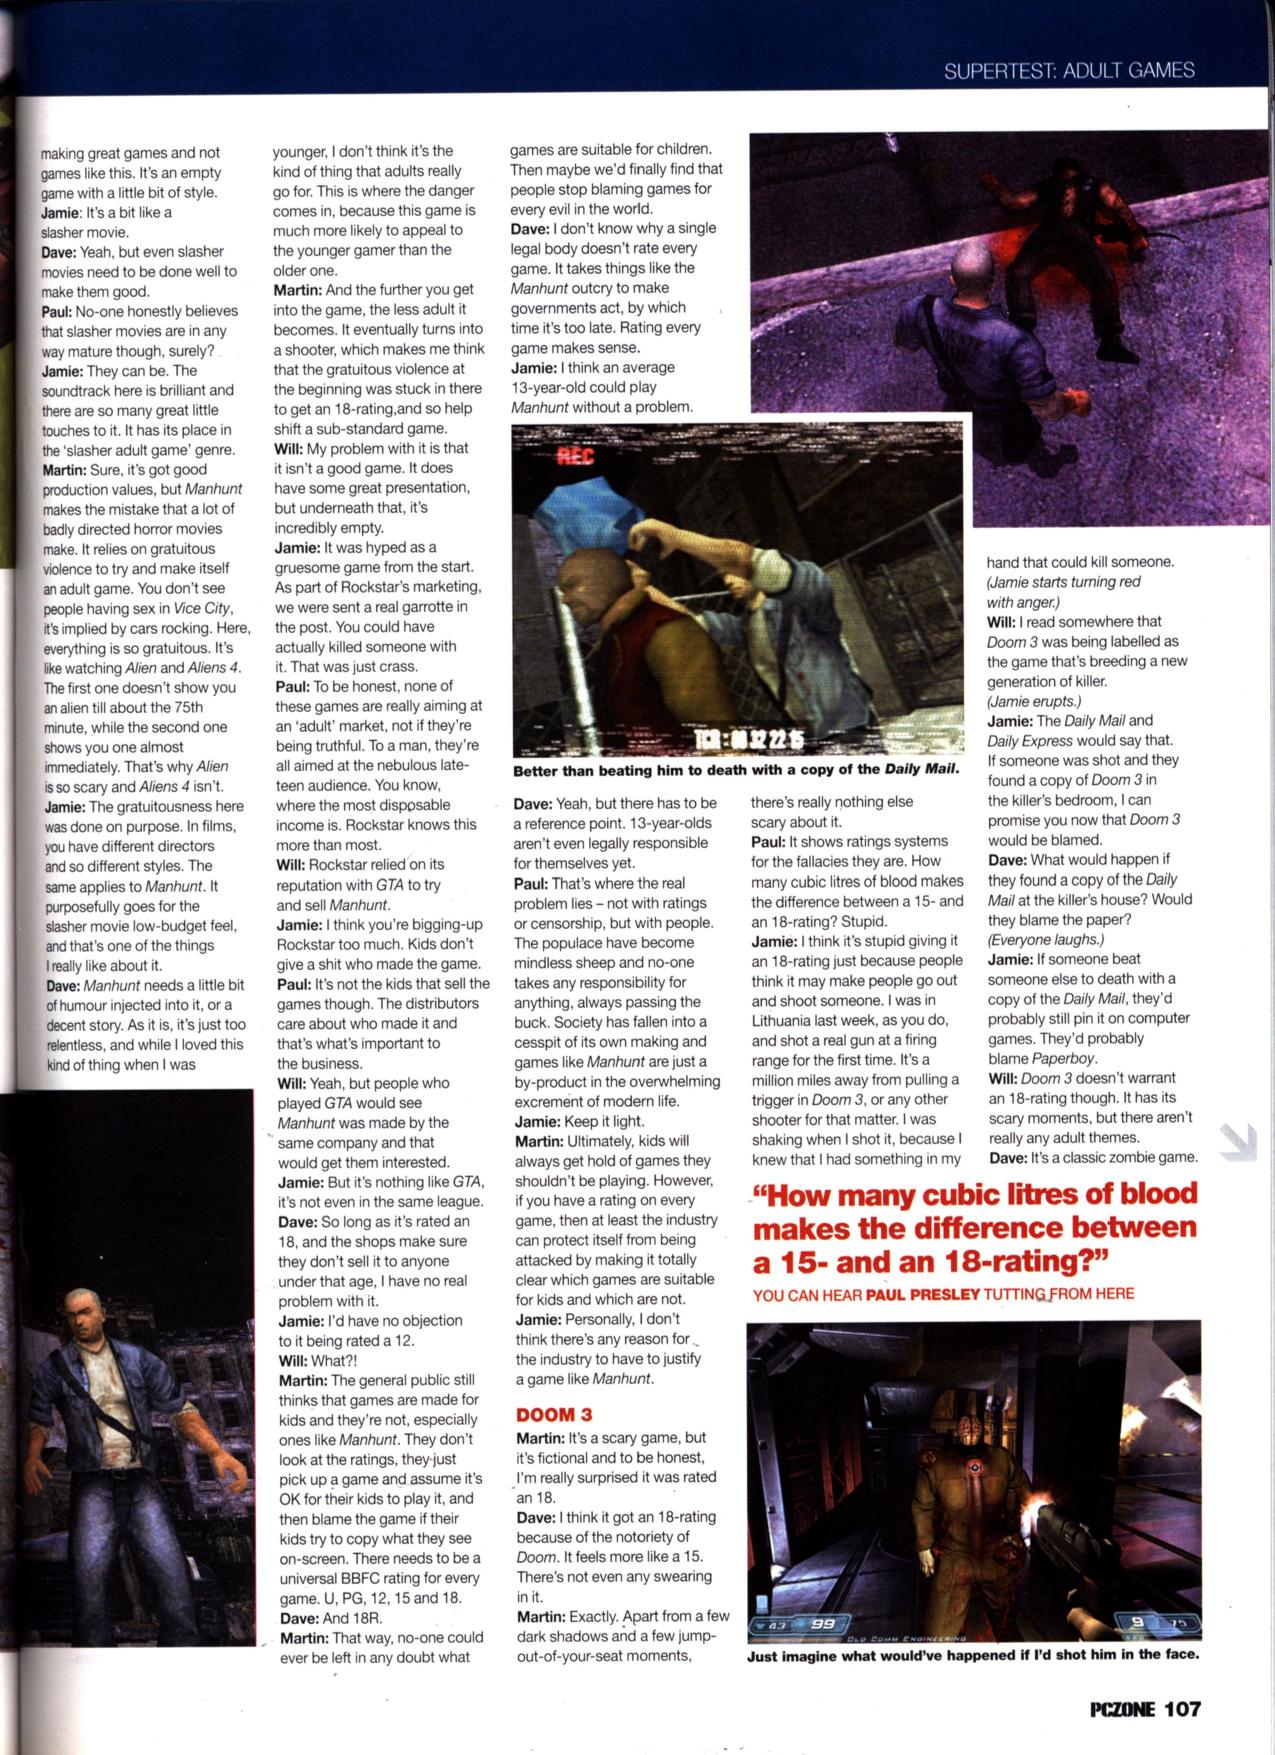 SUPERTEST: ADULT GAMES
making great games and not
games like this. It's an empty
game with a little bit of style.
Jamie: It's a bit like a
slasher movie.
Dave: Yeah, but even slasher
movies need to be done well to
make them good.
Paul: No-one honestly believes
that slasher movies are in any
way mature though, surely?
Jamie: They can be. The
soundtrack here is brilliant and
there are so many great little
touches to it. It has its place in
the 'slasher adult game' genre.
Martin: Sure, it's got good
production values, but Manhunt
makes the mistake that a lot of
badly directed horror movies
make. It relies on gratuitous
violence to try and make itself
an adult game. You don't see
people having sex in Vice City,
it's implied by cars rocking. Here,
everything is so gratuitous. It's
like watching Alien and Aliens 4.
The first one doesn't show you
an alien till about the 75th
minute, while the second one
shows you one almost
immediately. That's why Alien
is so scary and Aliens 4 isn't.
Jamie: The gratuitousness here
was done on purpose. In films,
you have different directors
and so different styles. The
same applies to Manhunt. It
purposefully goes for the
slasher movie low-budget feel,
and that's one of the things
I really like about it.
Dave: Manhunt needs a little bit
of humour injected into it, or a
decent story. As it is, it's just too
relentless, and while I loved this
kind of thing when I was
younger, I don't think it's the
kind of thing that adults really
go for. This is where the danger
comes in, because this game is
much more likely to appeal to
the younger gamer than the
older one.
Martin: And the further you get
into the game, the less adult it
becomes. It eventually turns into
a shooter, which makes me think
that the gratuitous violence at
the beginning was stuck in there
to get an 18-rating,and so help
shift a sub-standard game.
Will: My problem with it is that
it isn't a good game. It does
have some great presentation,
but underneath that, it's
incredibly empty.
Jamie: It was hyped as a
gruesome game from the start.
As part of Rockstar's marketing,
we were sent a real garrotte in
the post. You could have
actually killed someone with
it. That was just crass.
Paul: To be honest, none of
these games are really aiming at
an 'adult' market, not if they're
being truthful. To a man, they're
all aimed at the nebulous late-
teen audience. You know,
where the most disposable
income is. Rockstar knows this
more than most.
Will: Rockstar relied on its
reputation with GTA to try
and sell Manhunt.
Jamie: I think you're bigging-up
Rockstar too much. Kids don't
give a shit who made the game.
Paul: It's not the kids that sell the
games though. The distributors
care about who made it and
that's what's important to
the business.
Will: Yeah, but people who
played GTA would see
Manhunt was made by the
same company and that
would get them interested.
Jamie: But it's nothing like GTA,
it's not even in the same league.
Dave: So long as it's rated an
18, and the shops make sure
they don't sell it to anyone
under that age, I have no real
problem with it.
Jamie: I'd have no objection
to it being rated a 12.
Will: What?!
Martin: The general public still
thinks that games are made for
kids and they're not, especially
ones like Manhunt. They don't
look at the ratings, they just
pick up a game and assume it's
OK for their kids to play it, and
then blame the game if their
kids try to copy what they see
on-screen. There needs to be a
universal BBFC rating for every
game. U, PG, 12, 15 and 18.
Dave: And 18R.
Martin: That way, no-one could
ever be left in any doubt what
games are suitable for children.
Then maybe we'd finally find that
people stop blaming games for
every evil in the world.
Dave: I don't know why a single
legal body doesn't rate every
game. It takes things like the
Manhunt outcry to make
governments act, by which
time it's too late. Rating every
game makes sense.
Jamie: I think an average
13-year-old could play
Manhunt without a problem.
REC
TCR:00 32 22 15
Better than beating him to death with a copy of the Daily Mail.
Dave: Yeah, but there has to be
a reference point. 13-year-olds
aren't even legally responsible
for themselves yet.
Paul: That's where the real
problem lies – not with ratings
or censorship, but with people.
The populace have become
mindless sheep and no-one
takes any responsibility for
anything, always passing the
buck. Society has fallen into a
cesspit of its own making and
games like Manhunt are just a
by-product in the overwhelming
excrement of modern life.
Jamie: Keep it light.
Martin: Ultimately, kids will
always get hold of games they
shouldn't be playing. However,
if you have a rating on every
game, then at least the industry
can protect itself from being
attacked by making it totally
clear which games are suitable
for kids and which are not.
Jamie: Personally, I don't
think there's any reason for
the industry to have to justify
a game like Manhunt.
DOOM 3
Martin: It's a scary game, but
it's fictional and to be honest,
I'm really surprised it was rated
an 18.
Dave: I think it got an 18-rating
because of the notoriety of
Doom. It feels more like a 15.
There's not even any swearing
in it.
Martin: Exactly. Apart from a few
dark shadows and a few jump-
out-of-your-seat moments,
there's really nothing else
scary about it.
Paul: It shows ratings systems
for the fallacies they are. How
many cubic litres of blood makes
the difference between a 15- and
an 18-rating? Stupid.
Jamie: I think it's stupid giving it
an 18-rating just because people
think it may make people go out
and shoot someone. I was in
Lithuania last week, as you do,
and shot a real gun at a firing
range for the first time. It's a
million miles away from pulling a
trigger in Doom 3, or any other
shooter for that matter. I was
shaking when I shot it, because I
knew that I had something in my
hand that could kill someone.
(Jamie starts turning red
with anger.)
Will: I read somewhere that
Doom 3 was being labelled as
the game that's breeding a new
generation of killer.
(Jamie erupts.)
Jamie: The Daily Mail and
Daily Express would say that.
If someone was shot and they
found a copy of Doom 3 in
the killer's bedroom, I can
promise you now that Doom 3
would be blamed.
Dave: What would happen if
they found a copy of the Daily
Mail at the killer's house? Would
they blame the paper?
(Everyone laughs.)
Jamie: If someone beat
someone else to death with a
copy of the Daily Mail, they'd
probably still pin it on computer
games. They'd probably
blame Paperboy.
Will: Doom 3 doesn't warrant
an 18-rating though. It has its
scary moments, but there aren't
really any adult themes.
Dave: It's a classic zombie game.
“How many cubic litres of blood
makes the difference between
a 15- and an 18-rating?”
YOU CAN HEAR PAUL PRESLEY TUTTING FROM HERE
43 99
OLD COMM ENGINEERING
9 75
Just imagine what would've happened if I'd shot him in the face.
PCZONE 107